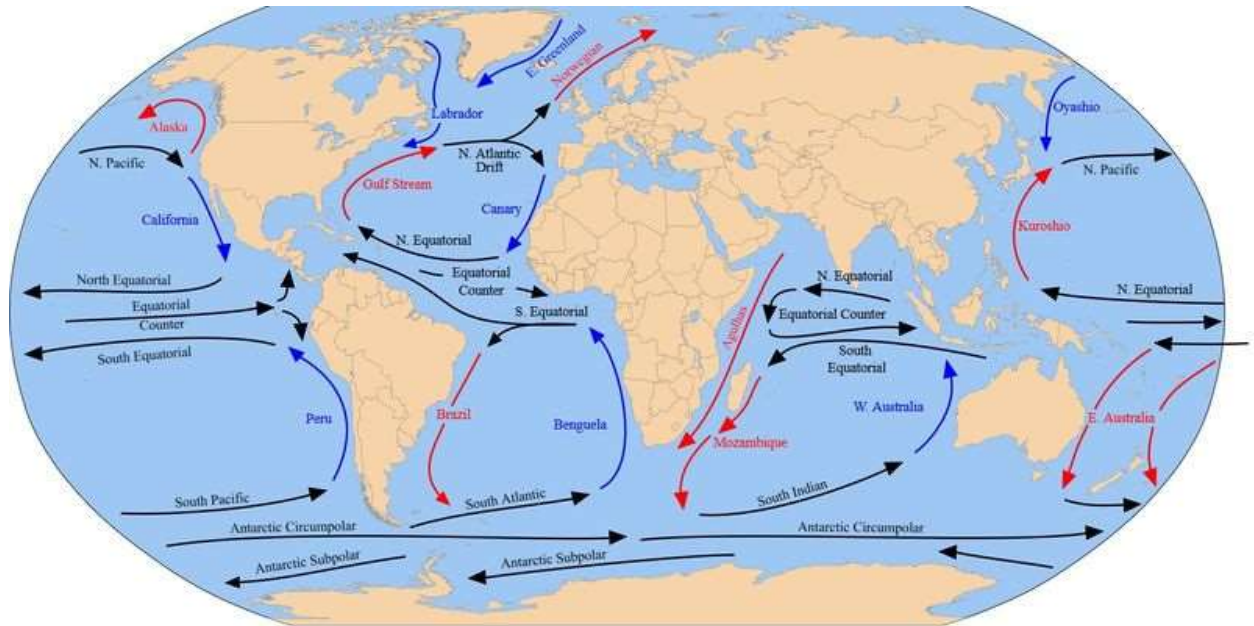 E. Greenland
Norwegian
Labrador
Oyashio
Alaska
N. Pacific
N. Atlantic
Drift
N. Pacific
Gulf Stream
California
Canary
Kuroshio
N. Equatorial
North Equatorial
Equatorial
Counter
N. Equatorial
N. Equatorial
Equatorial
Counter
S. Equatorial
Equatorial Counter
South Equatorial
Agulhas
South
Equatorial
Peru
Brazil
Benguela
W. Australia
E. Australia
Mozambique
South Pacific
South Atlantic
South Indian
Antarctic Circumpolar
Antarctic Circumpolar
Antarctic Subpolar
Antarctic Subpolar